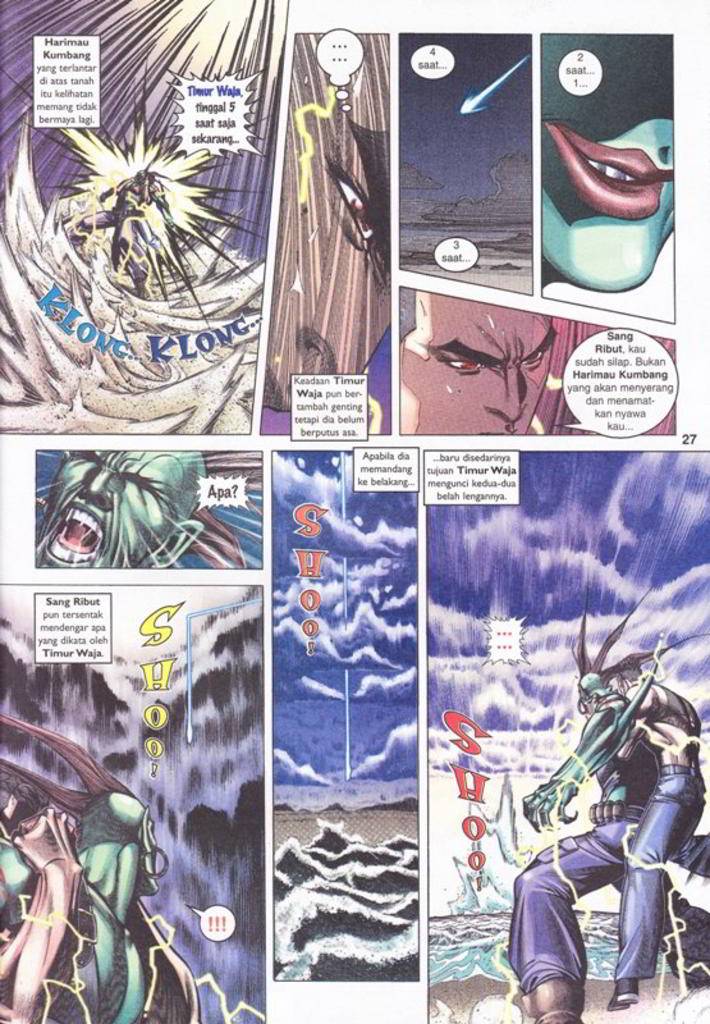 Harimau
Kumbang
yang terlantar
di atas tanah
itu kelihatan
memang tidak
bermaya lagi.
Timur Waja,
tinggal 5
saat saja
sekarang...
KLONG... KLONG...
...
Keadaan Timur
Waja pun ber-
tambah genting
tetapi dia belum
berputus asa.
4
saat...
3
saat...
2
saat...
1...
Sang
Ribut, kau
sudah silap. Bukan
Harimau Kumbang
yang akan menyerang
dan menamat-
kan nyawa
kau...
27
Apa?
Sang Ribut
pun tersentak
mendengar apa
yang dikata oleh
Timur Waja.
SHOO!
!!!
Apabila dia
memandang
ke belakang...
SHOO!
...baru disedarinya
tujuan Timur Waja
mengunci kedua-dua
belah lengannya.
...
...
SHOO!